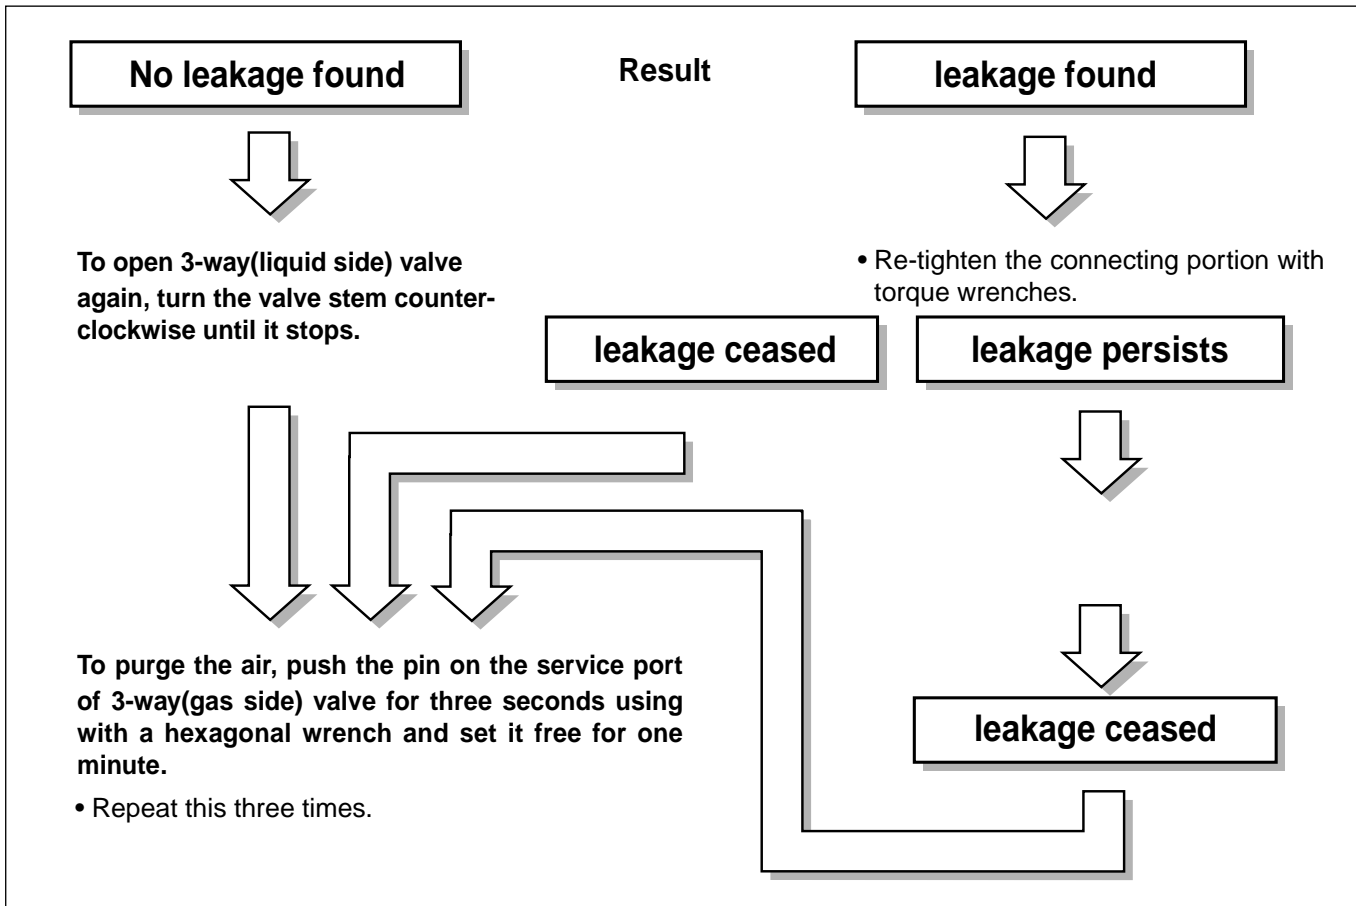 No leakage found
Result
leakage found
To open 3-way(liquid side) valve
again, turn the valve stem counter-
clockwise until it stops.
• Re-tighten the connecting portion with
torque wrenches.
leakage ceased
leakage persists
To purge the air, push the pin on the service port
of 3-way(gas side) valve for three seconds using
with a hexagonal wrench and set it free for one
minute.
• Repeat this three times.
leakage ceased